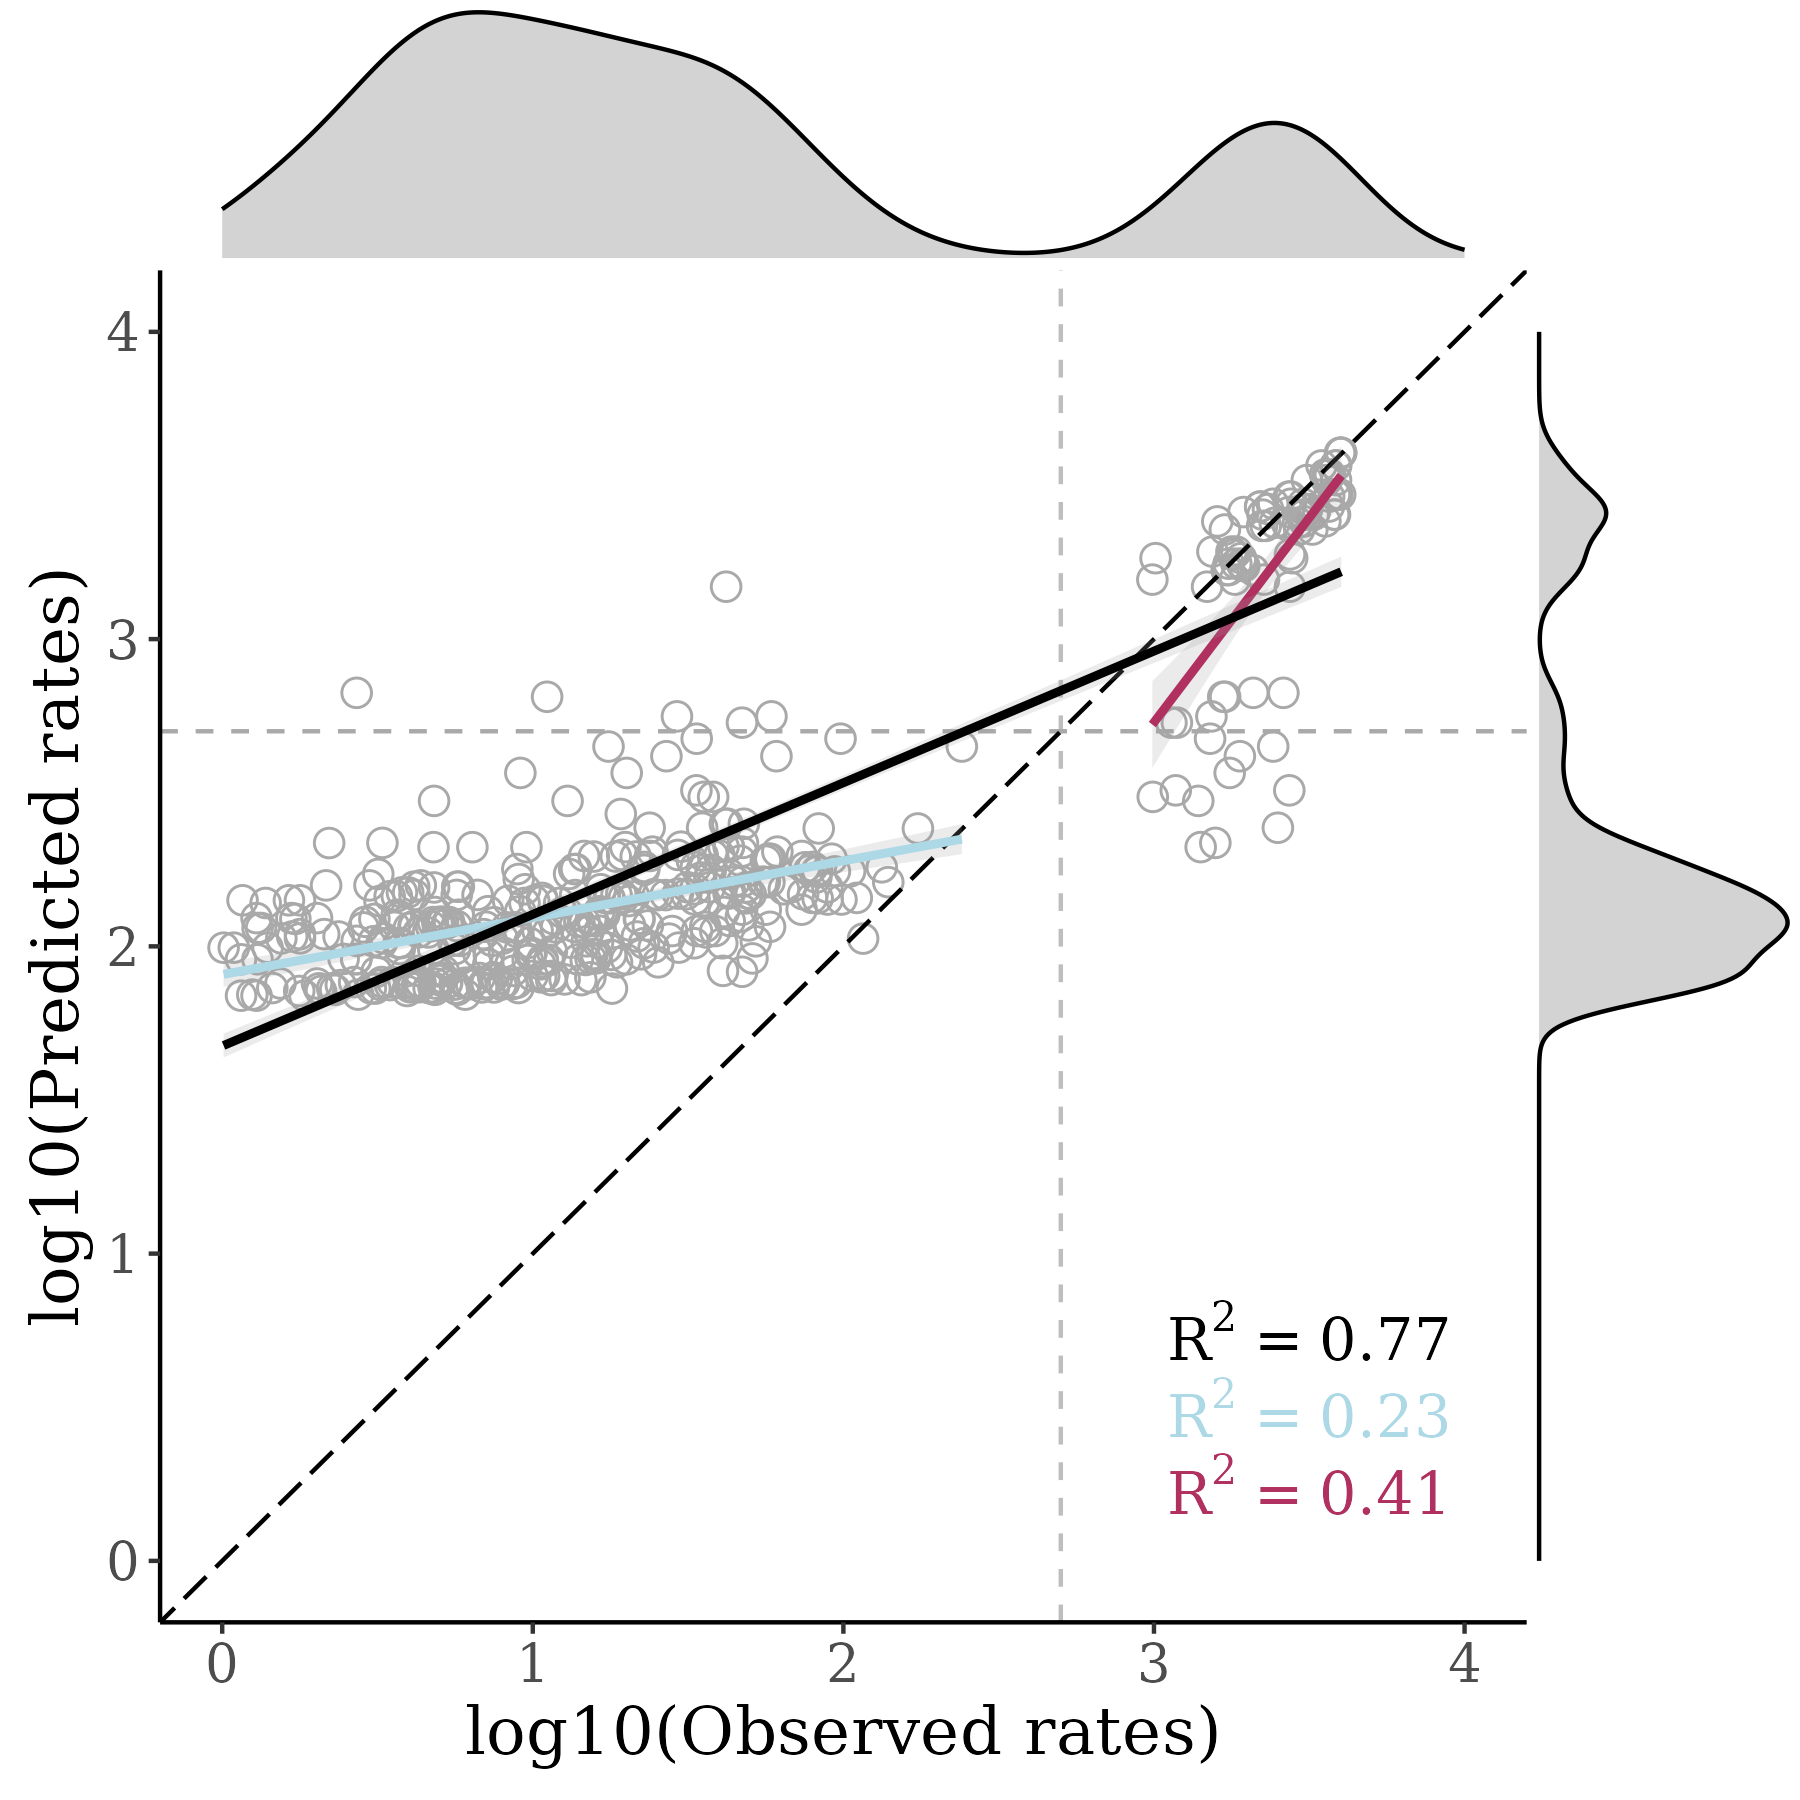 4
3
2
1
0
log10(Predicted rates)
R² = 0.77
R² = 0.23
R² = 0.41
0 1 2 3 4
log10(Observed rates)